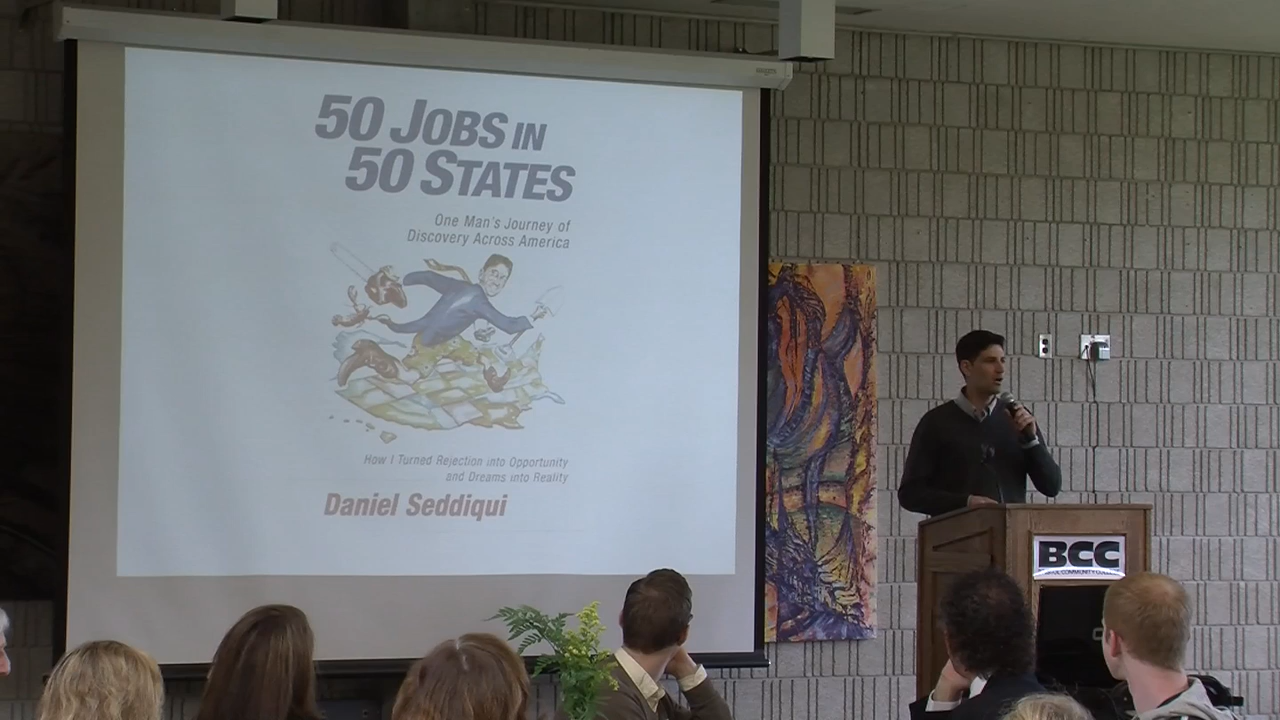 50 JOBS IN
50 STATES
One Man's Journey of
Discovery Across America
How I Turned Rejection into Opportunity
and Dreams into Reality
Daniel Seddiqui
BCC
COMMUNITY